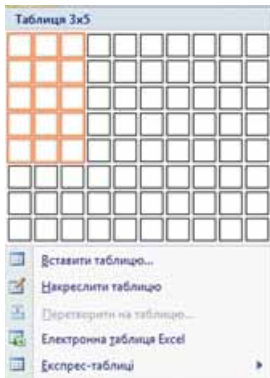 Таблиця 3x5
Вставити таблицю...
Накреслити таблицю
Перетворити на таблицю...
Електронна таблиця Excel
Експрес-таблиці